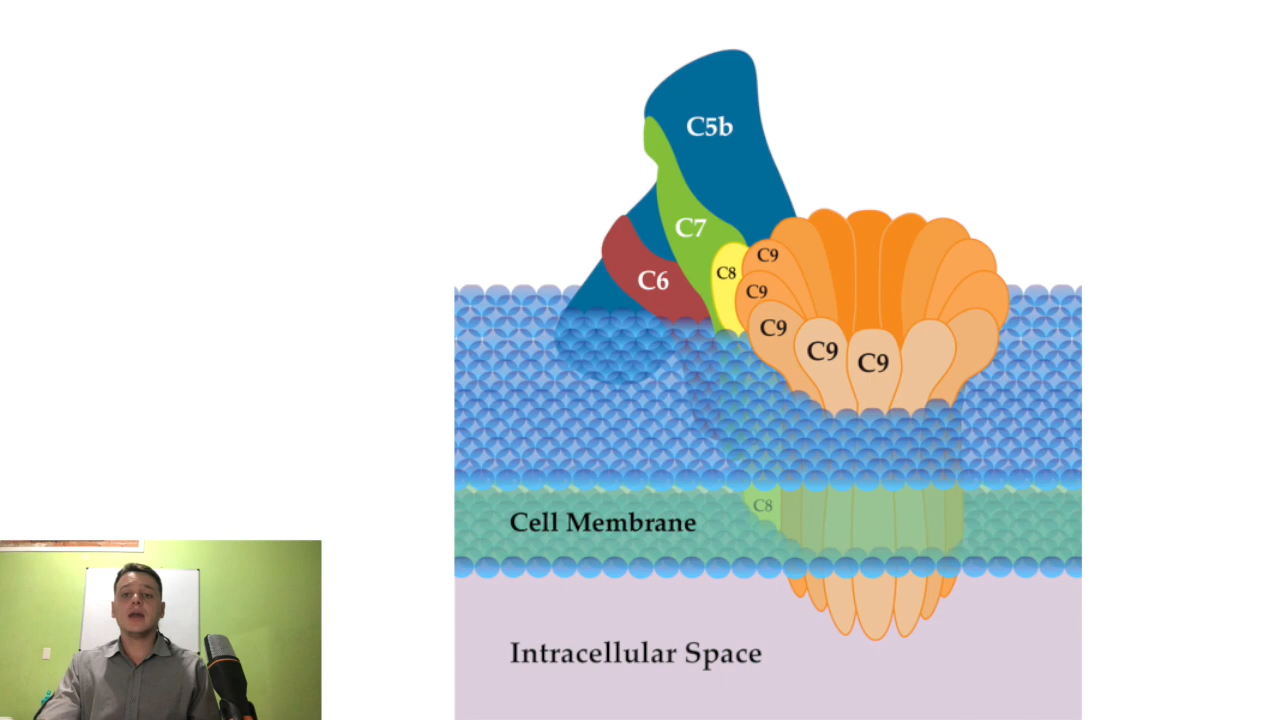 C5b
C7
C6
C8
C9
C9
C9
C9
C9
C8
Cell Membrane
Intracellular Space